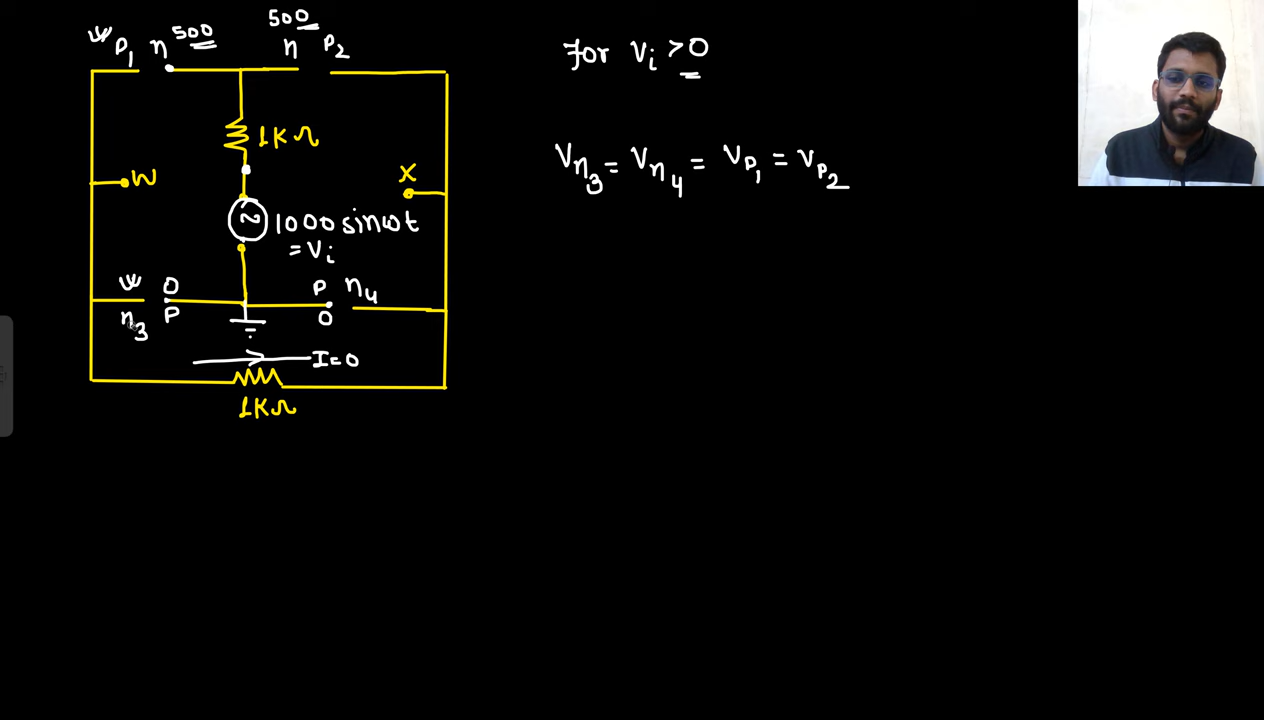 P1 n 500
500 n P2
For Vi > 0
1KΩ
Vn3 = Vn4 = VP1 = VP2
W
X
1000 sinωt
= Vi
0
n3 P
P n4
0
I = 0
1KΩ